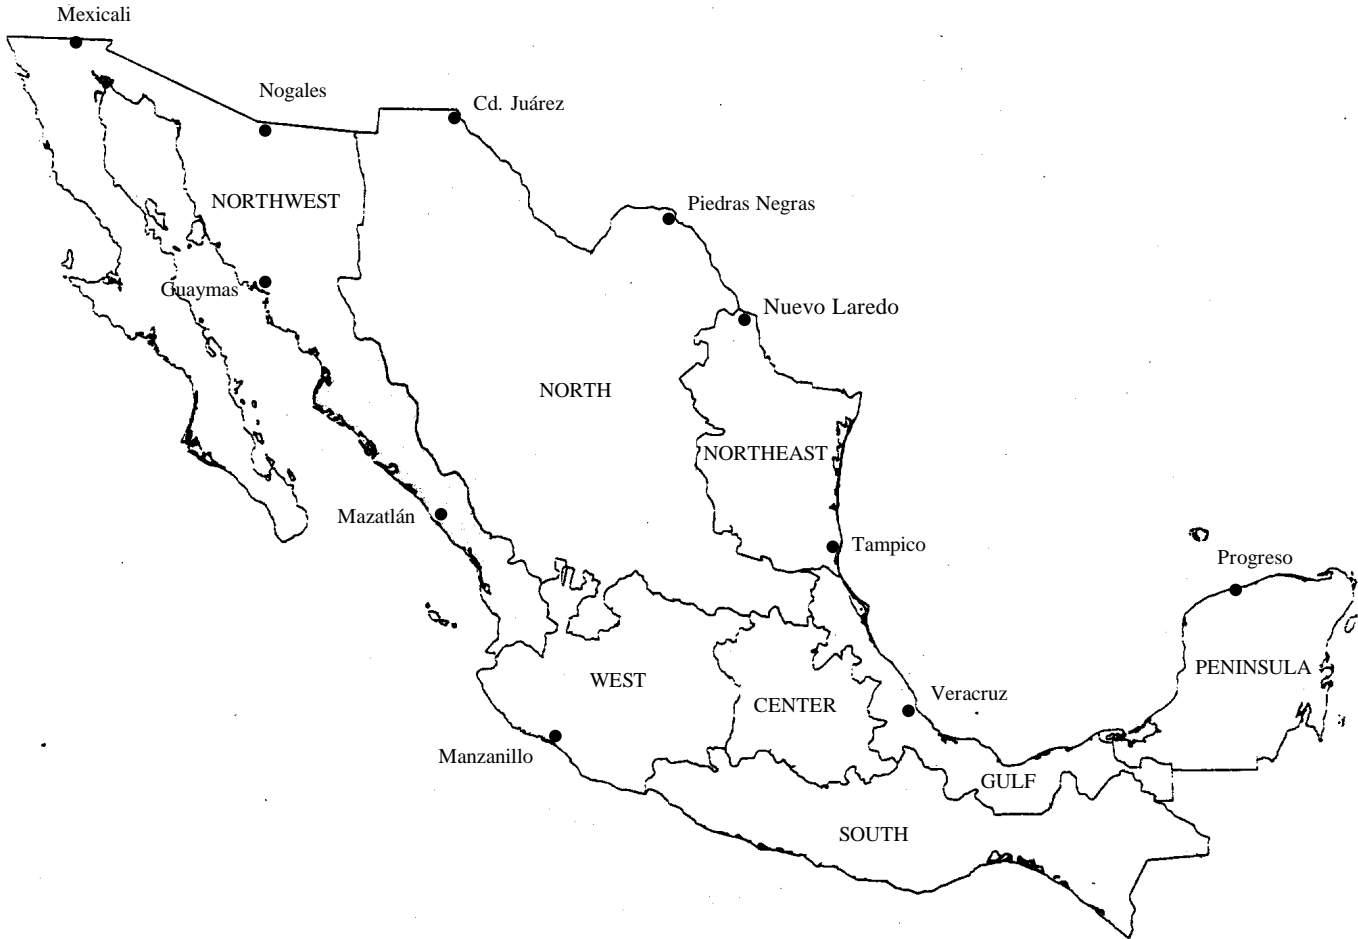 Mexicali
Nogales
Cd. Juárez
NORTHWEST
Piedras Negras
Guaymas
Nuevo Laredo
NORTH
NORTHEAST
Mazatlán
Tampico
Progreso
WEST
PENINSULA
CENTER
Veracruz
Manzanillo
GULF
SOUTH